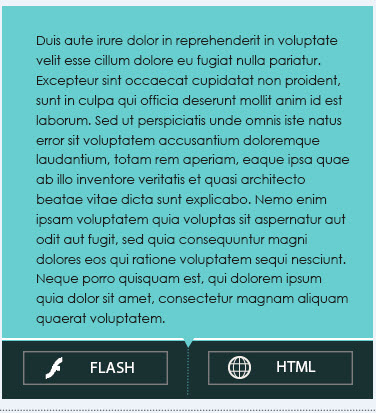 Duis aute irure dolor in reprehenderit in voluptate
velit esse cillum dolore eu fugiat nulla pariatur.
Excepteur sint occaecat cupidatat non proident,
sunt in culpa qui officia deserunt mollit anim id est
laborum. Sed ut perspiciatis unde omnis iste natus
error sit voluptatem accusantium doloremque
laudantium, totam rem aperiam, eaque ipsa quae
ab illo inventore veritatis et quasi architecto
beatae vitae dicta sunt explicabo. Nemo enim
ipsam voluptatem quia voluptas sit aspernatur aut
odit aut fugit, sed quia consequuntur magni
dolores eos qui ratione voluptatem sequi nesciunt.
Neque porro quisquam est, qui dolorem ipsum
quia dolor sit amet, consectetur magnam aliquam
quaerat voluptatem.
FLASH HTML